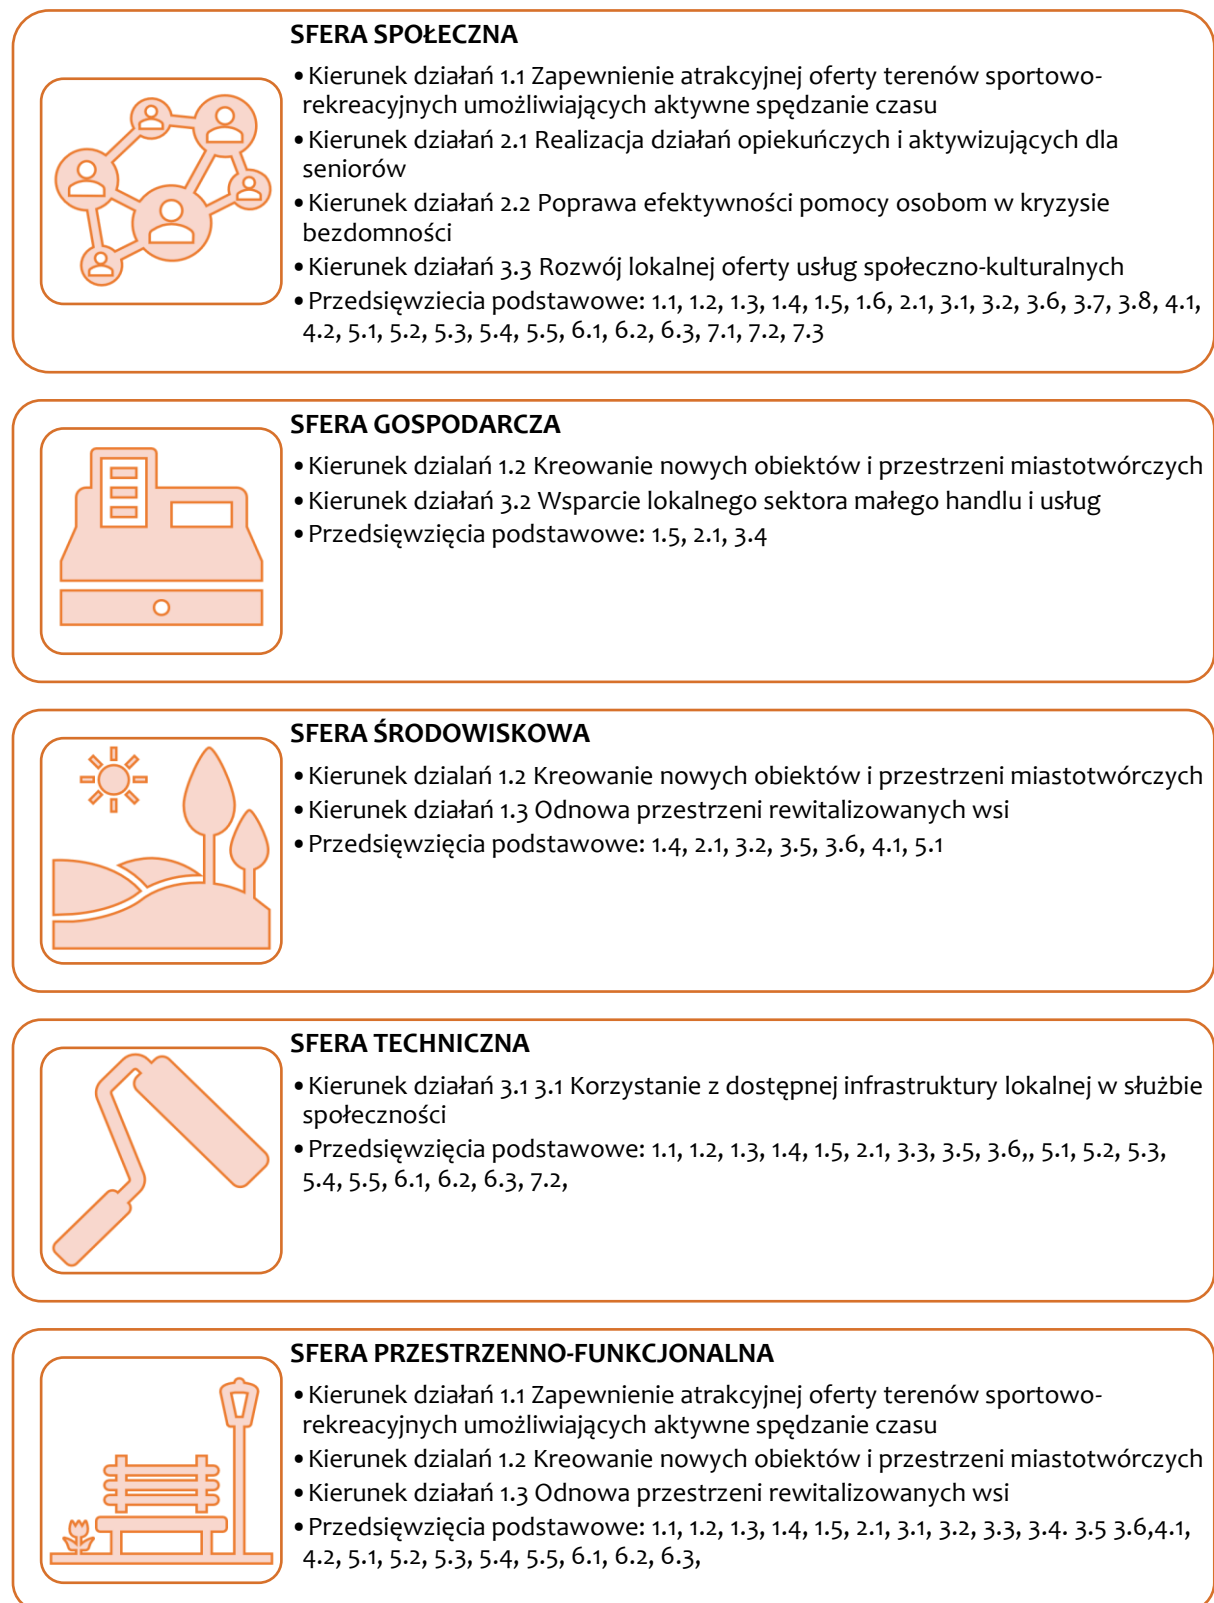 SFERA SPOŁECZNA
•Kierunek działań 1.1 Zapewnienie atrakcyjnej oferty terenów sportowo-
rekreacyjnych umożliwiających aktywne spędzanie czasu
•Kierunek działań 2.1 Realizacja działań opiekuńczych i aktywizujących dla
seniorów
•Kierunek działań 2.2 Poprawa efektywności pomocy osobom w kryzysie
bezdomności
•Kierunek działań 3.3 Rozwój lokalnej oferty usług społeczno-kulturalnych
•Przedsięwziecia podstawowe: 1.1, 1.2, 1.3, 1.4, 1.5, 1.6, 2.1, 3.1, 3.2, 3.6, 3.7, 3.8, 4.1,
4.2, 5.1, 5.2, 5.3, 5.4, 5.5, 6.1, 6.2, 6.3, 7.1, 7.2, 7.3
SFERA GOSPODARCZA
•Kierunek dzialań 1.2 Kreowanie nowych obiektów i przestrzeni miastotwórczych
•Kierunek działań 3.2 Wsparcie lokalnego sektora małego handlu i usług
•Przedsięwzięcia podstawowe: 1.5, 2.1, 3.4
SFERA ŚRODOWISKOWA
•Kierunek dzialań 1.2 Kreowanie nowych obiektów i przestrzeni miastotwórczych
•Kierunek działań 1.3 Odnowa przestrzeni rewitalizowanych wsi
•Przedsięwzięcia podstawowe: 1.4, 2.1, 3.2, 3.5, 3.6, 4.1, 5.1
SFERA TECHNICZNA
•Kierunek działań 3.1 3.1 Korzystanie z dostępnej infrastruktury lokalnej w służbie
społeczności
•Przedsięwzięcia podstawowe: 1.1, 1.2, 1.3, 1.4, 1.5, 2.1, 3.3, 3.5, 3.6,, 5.1, 5.2, 5.3,
5.4, 5.5, 6.1, 6.2, 6.3, 7.2,
SFERA PRZESTRZENNO-FUNKCJONALNA
•Kierunek działań 1.1 Zapewnienie atrakcyjnej oferty terenów sportowo-
rekreacyjnych umożliwiających aktywne spędzanie czasu
•Kierunek dzialań 1.2 Kreowanie nowych obiektów i przestrzeni miastotwórczych
•Kierunek działań 1.3 Odnowa przestrzeni rewitalizowanych wsi
•Przedsięwzięcia podstawowe: 1.1, 1.2, 1.3, 1.4, 1.5, 2.1, 3.1, 3.2, 3.3, 3.4. 3.5 3.6,4.1,
4.2, 5.1, 5.2, 5.3, 5.4, 5.5, 6.1, 6.2, 6.3,